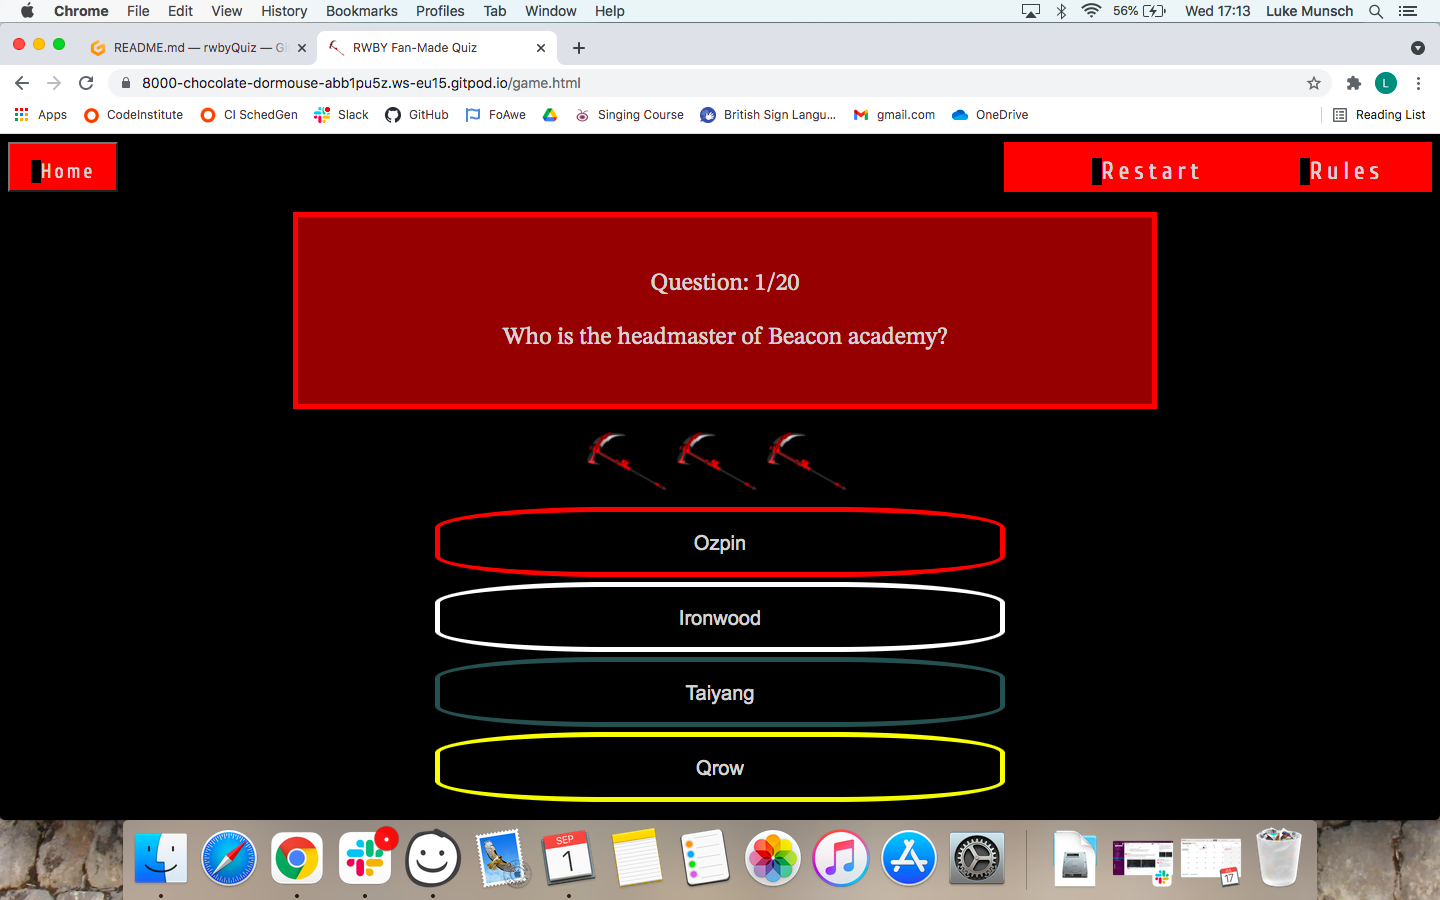 Chrome File Edit View History Bookmarks Profiles Tab Window Help 56% Wed 17:13 Luke Munsch
README.md — rwbyQuiz — G RWBY Fan-Made Quiz
8000-chocolate-dormouse-abb1pu5z.ws-eu15.gitpod.io/game.html L
Apps CodeInstitute CI SchedGen Slack GitHub FoAwe Singing Course British Sign Langu... gmail.com OneDrive Reading List
Home Restart Rules
Question: 1/20
Who is the headmaster of Beacon academy?
Ozpin
Ironwood
Taiyang
Qrow
SEP
1
17